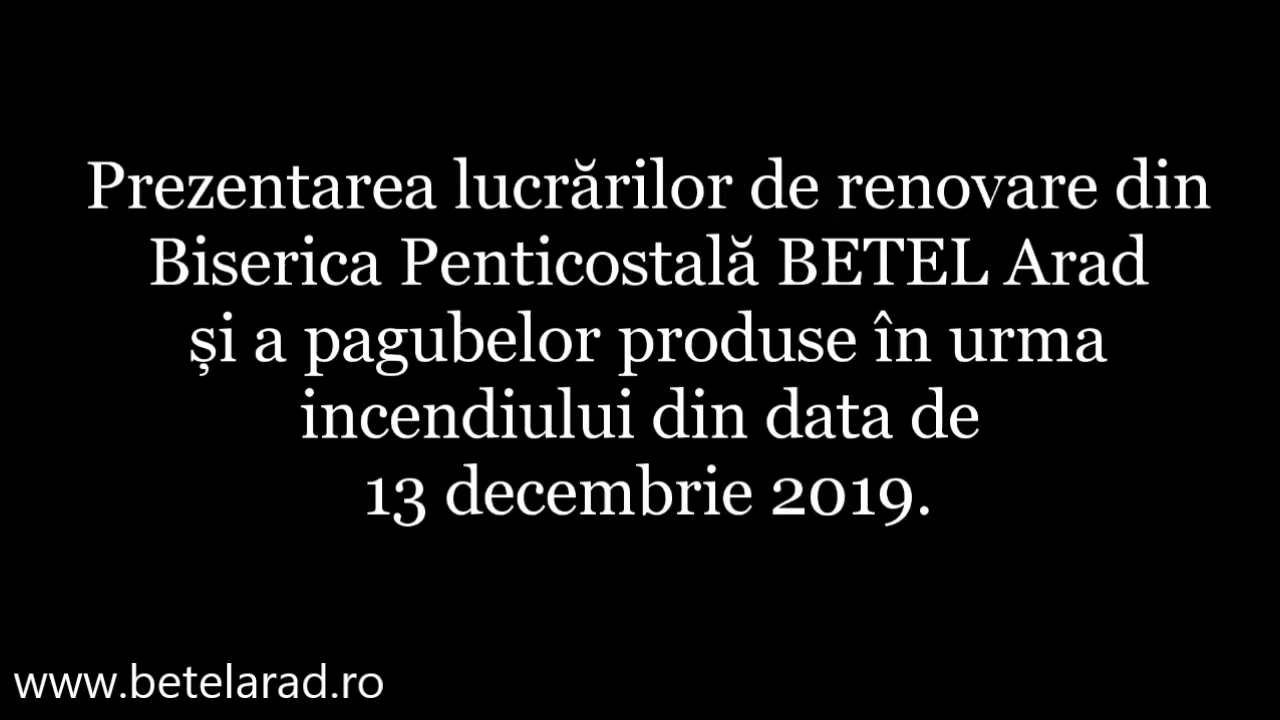 Prezentarea lucrărilor de renovare din
Biserica Penticostală BETEL Arad
și a pagubelor produse în urma
incendiului din data de
13 decembrie 2019.
www.betelarad.ro